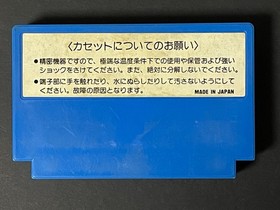 〈カセットについてのお願い〉
●精密機器ですので、極端な温度条件下での使用や保管および強い
ショックをさけてください。また、絶対に分解しないでください。
●端子部に手を触れたり、水にぬらしたりして汚さないようにして
ください。故障の原因となります。
MADE IN JAPAN